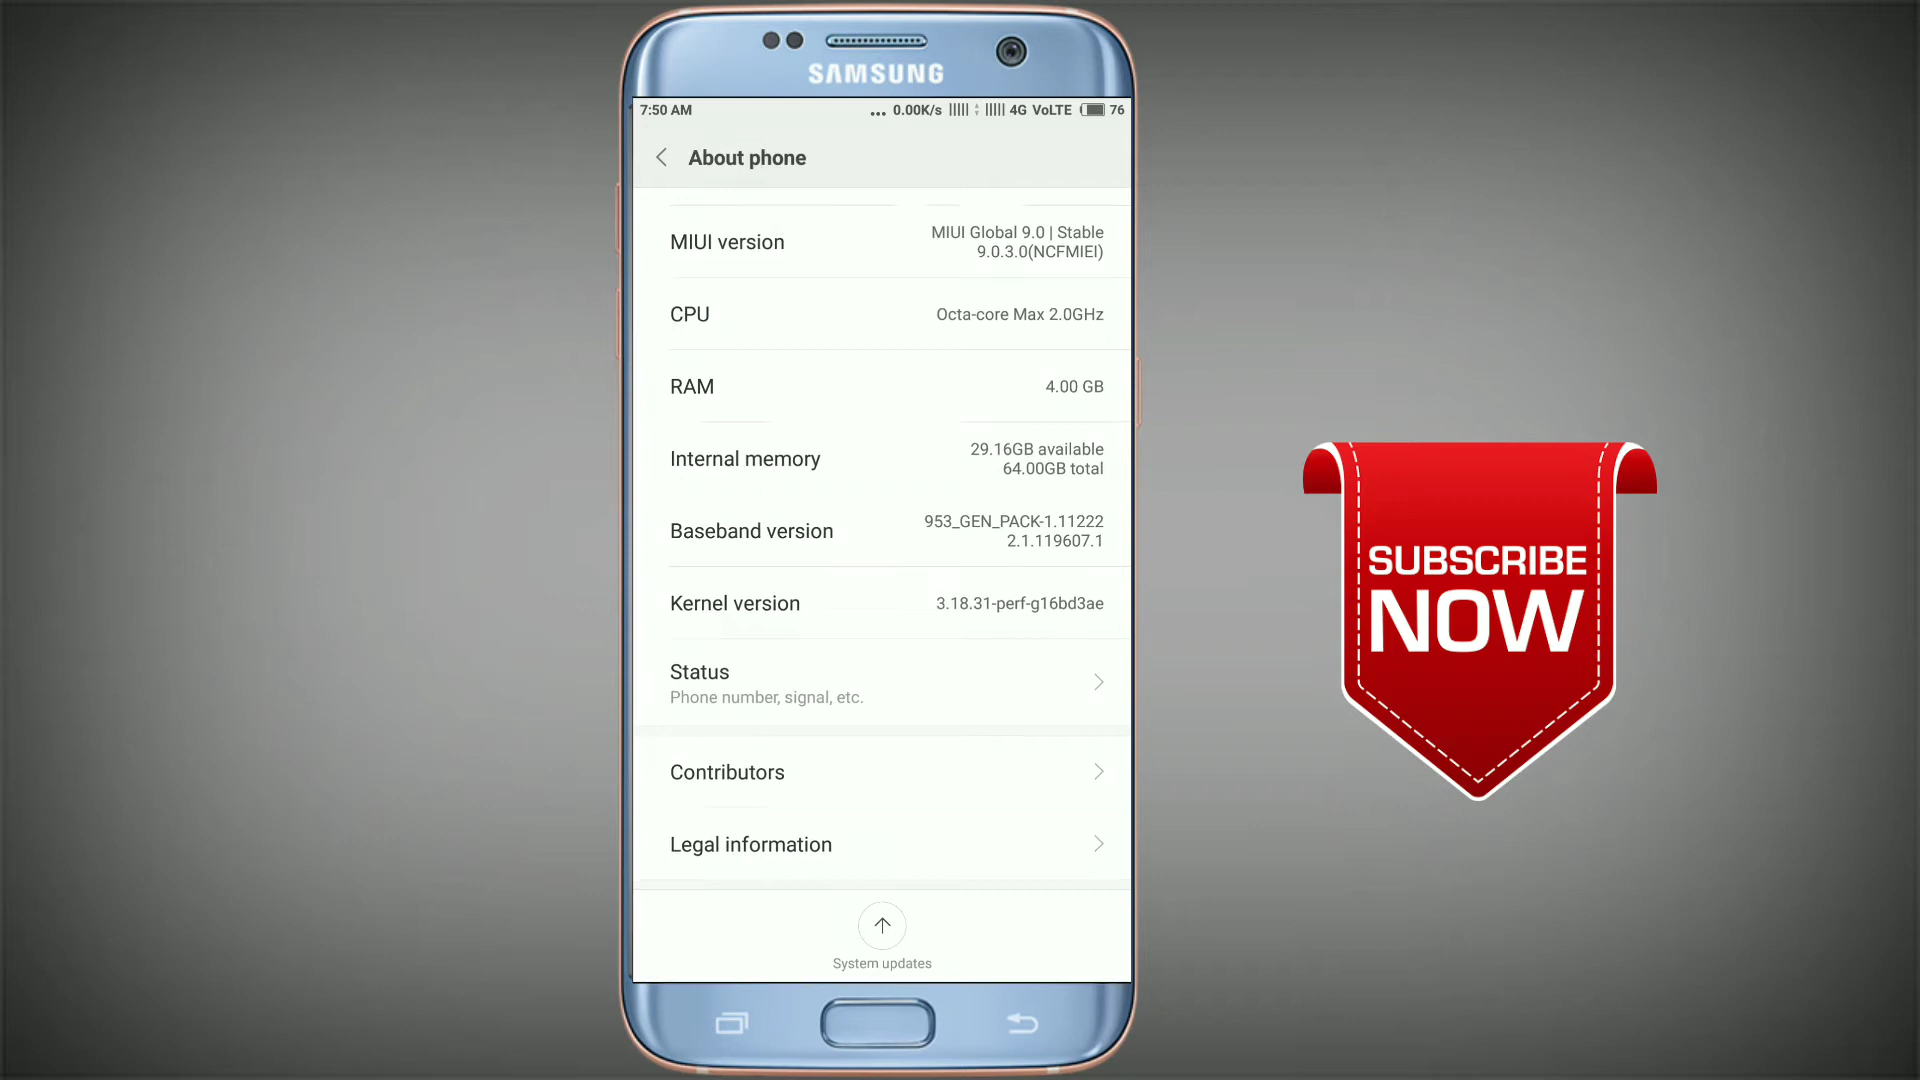 SAMSUNG
7:50 AM
... 0.00K/s 4G VoLTE 76
About phone
MIUI version
MIUI Global 9.0 | Stable
9.0.3.0(NCFMIEI)
CPU
Octa-core Max 2.0GHz
RAM
4.00 GB
Internal memory
29.16GB available
64.00GB total
Baseband version
953_GEN_PACK-1.11222
2.1.119607.1
Kernel version
3.18.31-perf-g16bd3ae
Status
Phone number, signal, etc.
Contributors
Legal information
System updates
SUBSCRIBE
NOW